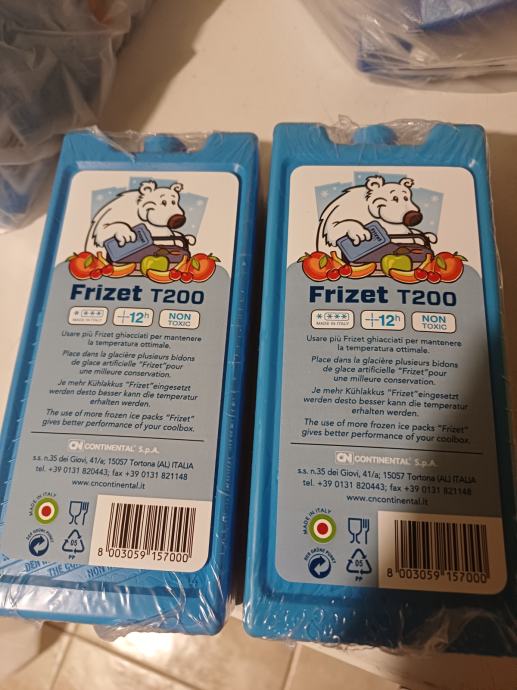 Frizet T200
MADE IN ITALY
+12h
NON
TOXIC
Usare più Frizet ghiacciati per mantenere
la temperatura ottimale.
Place dans la glacière plusieurs bidons
de glace artificielle "Frizet"pour
une milleure conservation.
Je mehr Kühlakkus "Frizet"eingesetzt
werden desto besser kann die temperatur
erhalten werden.
The use of more frozen ice packs "Frizet"
gives better performance of your coolbox.
CN CONTINENTAL S.p.A.
s.s. n.35 dei Giovi, 41/a; 15057 Tortona (AL) ITALIA
tel. +39 0131 820443; fax +39 0131 821148
www.cncontinental.it
MADE IN ITALY
DER GRÜNE PUNKT
05
PP
8 003059 157000
Frizet T200
MADE IN ITALY
+12h
NON
TOXIC
Usare più Frizet ghiacciati per mantenere
la temperatura ottimale.
Place dans la glacière plusieurs bidons
de glace artificielle "Frizet"pour
une milleure conservation.
Je mehr Kühlakkus "Frizet"eingesetzt
werden desto besser kann die temperatur
erhalten werden.
The use of more frozen ice packs "Frizet"
gives better performance of your coolbox.
CN CONTINENTAL S.p.A.
s.s. n.35 dei Giovi, 41/a; 15057 Tortona (AL) ITALIA
tel. +39 0131 820443; fax +39 0131 821148
www.cncontinental.it
MADE IN ITALY
DER GRÜNE PUNKT
05
PP
8 003059 157000